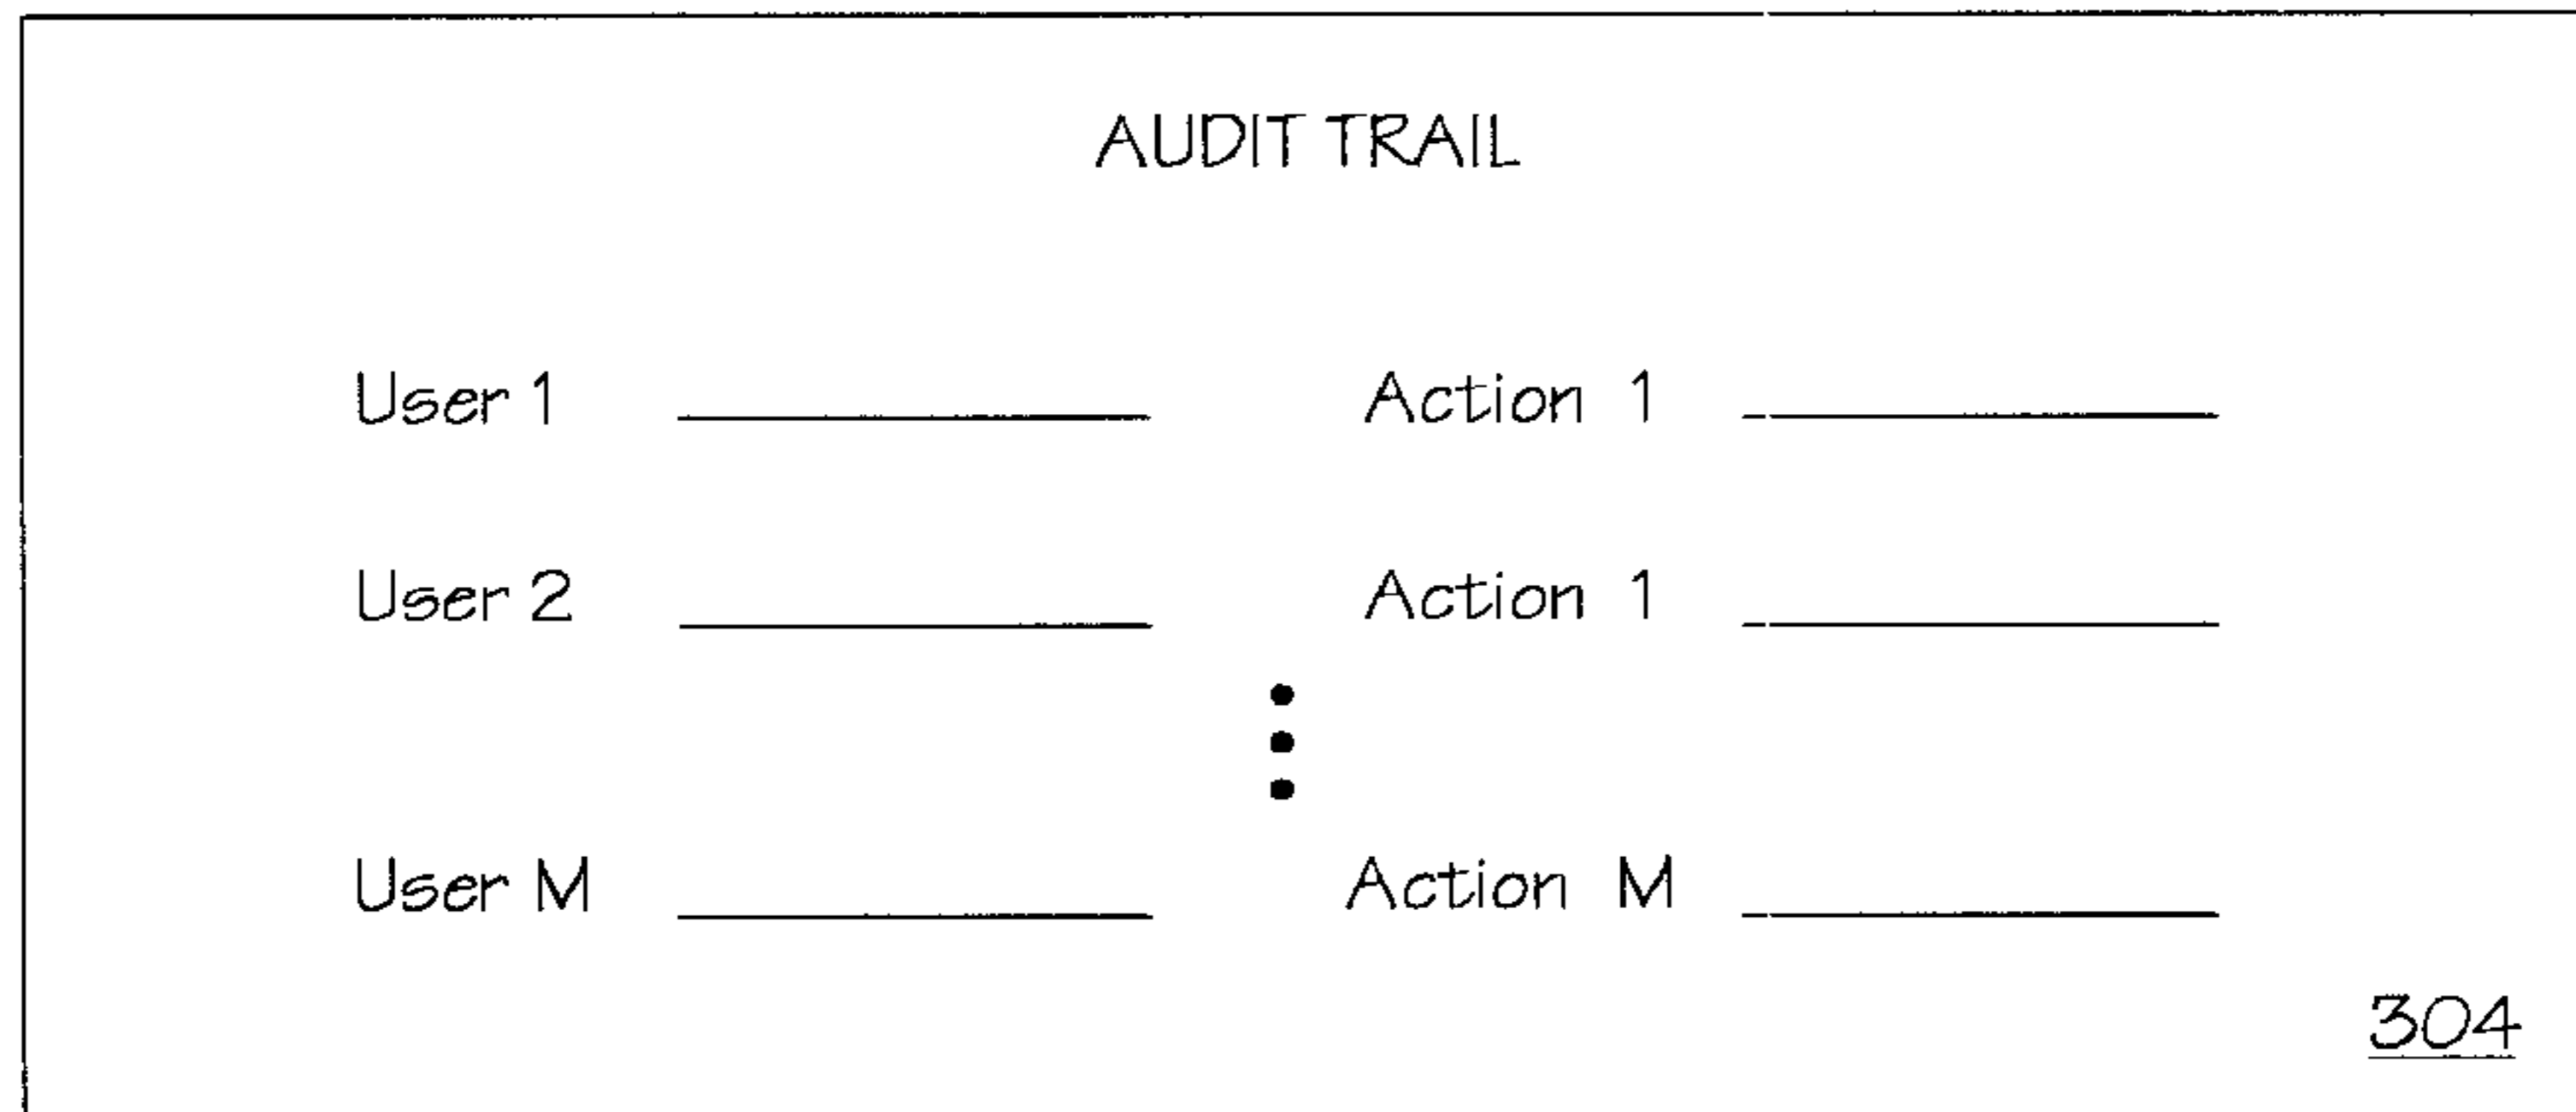 AUDIT TRAIL
User 1 Action 1
User 2 Action 1
User M Action M
304